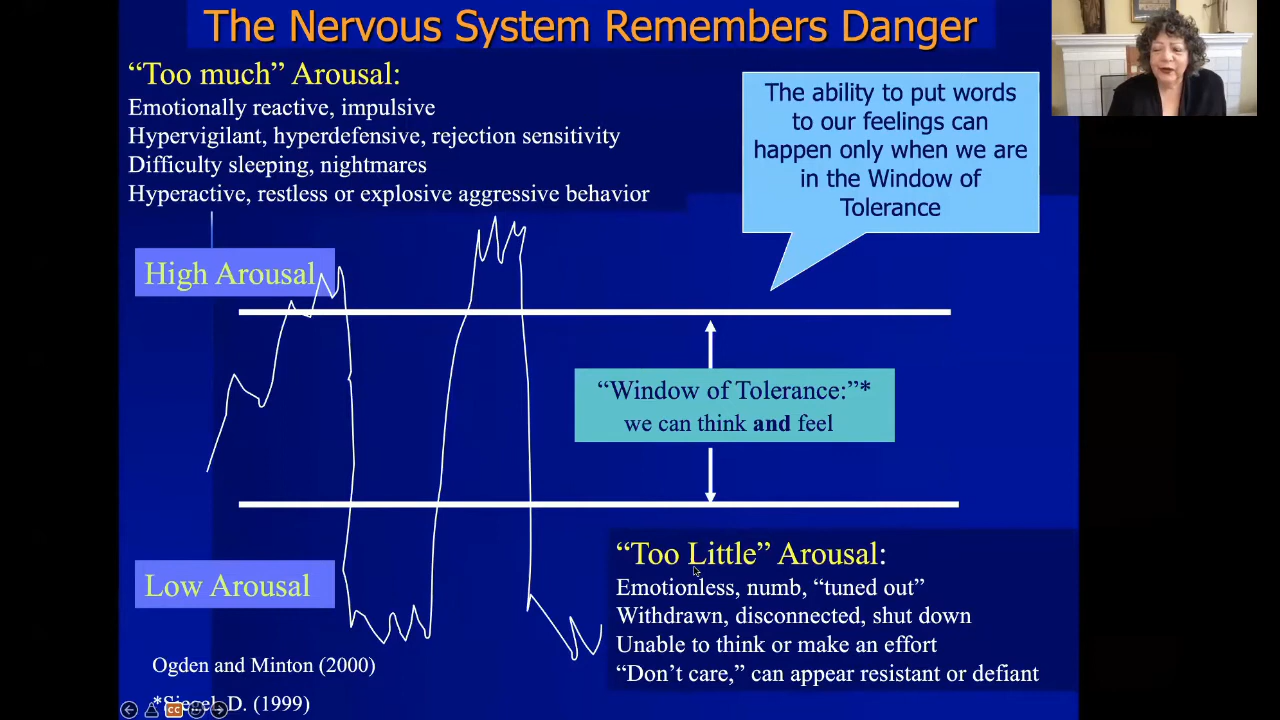 The Nervous System Remembers Danger
“Too much” Arousal:
Emotionally reactive, impulsive
Hypervigilant, hyperdefensive, rejection sensitivity
Difficulty sleeping, nightmares
Hyperactive, restless or explosive aggressive behavior
The ability to put words
to our feelings can
happen only when we are
in the Window of
Tolerance
High Arousal
“Window of Tolerance:”*
we can think and feel
“Too Little” Arousal:
Emotionless, numb, “tuned out”
Withdrawn, disconnected, shut down
Unable to think or make an effort
“Don’t care,” can appear resistant or defiant
Low Arousal
Ogden and Minton (2000)
D. (1999)
CC